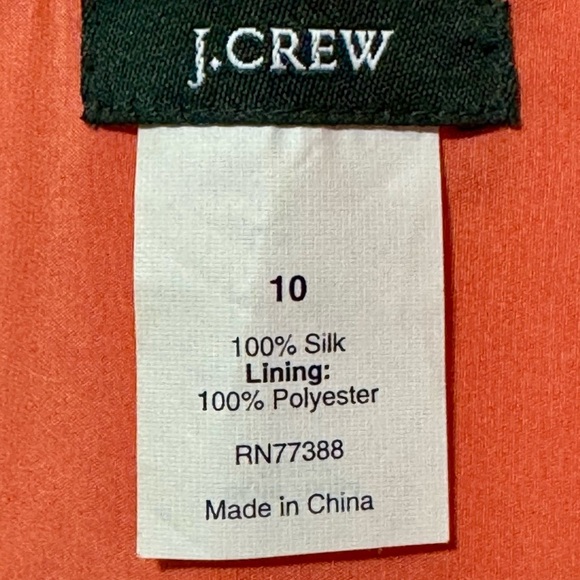 J.CREW
10
100% Silk
Lining:
100% Polyester
RN77388
Made in China